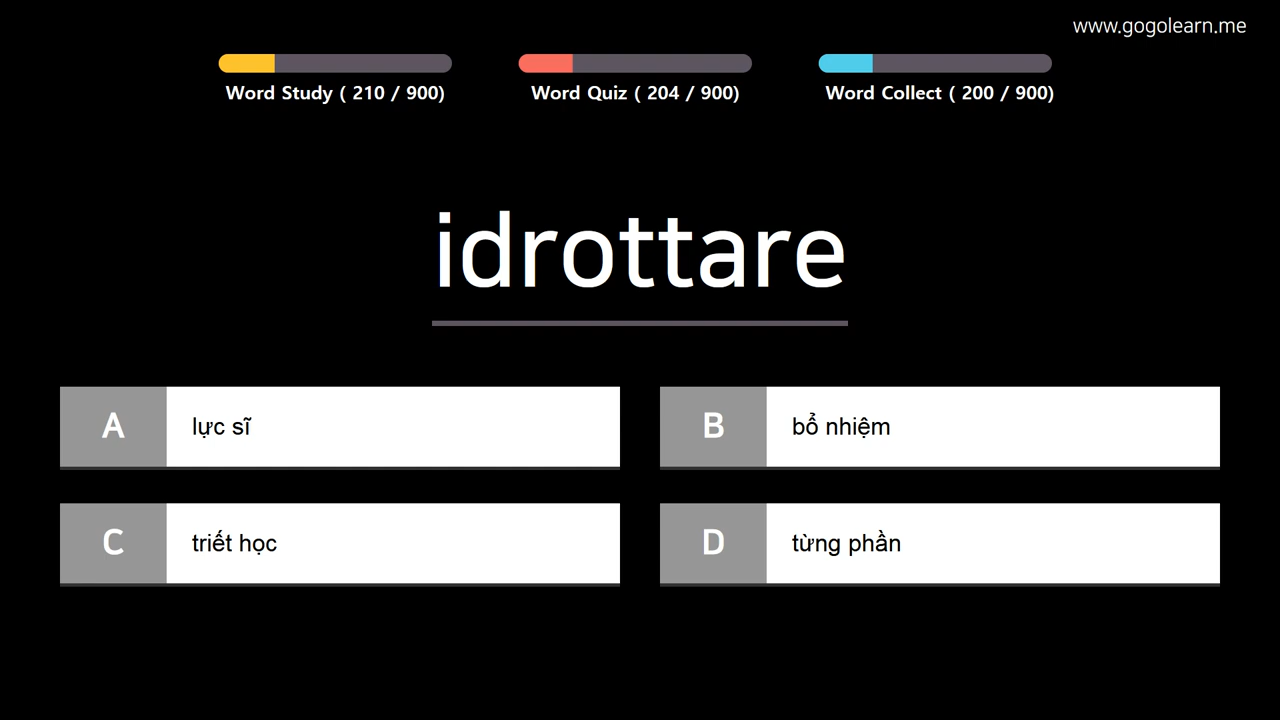 www.gogolearn.me
Word Study ( 210 / 900)
Word Quiz ( 204 / 900)
Word Collect ( 200 / 900)
idrottare
A
lực sĩ
B
bổ nhiệm
C
triết học
D
từng phần